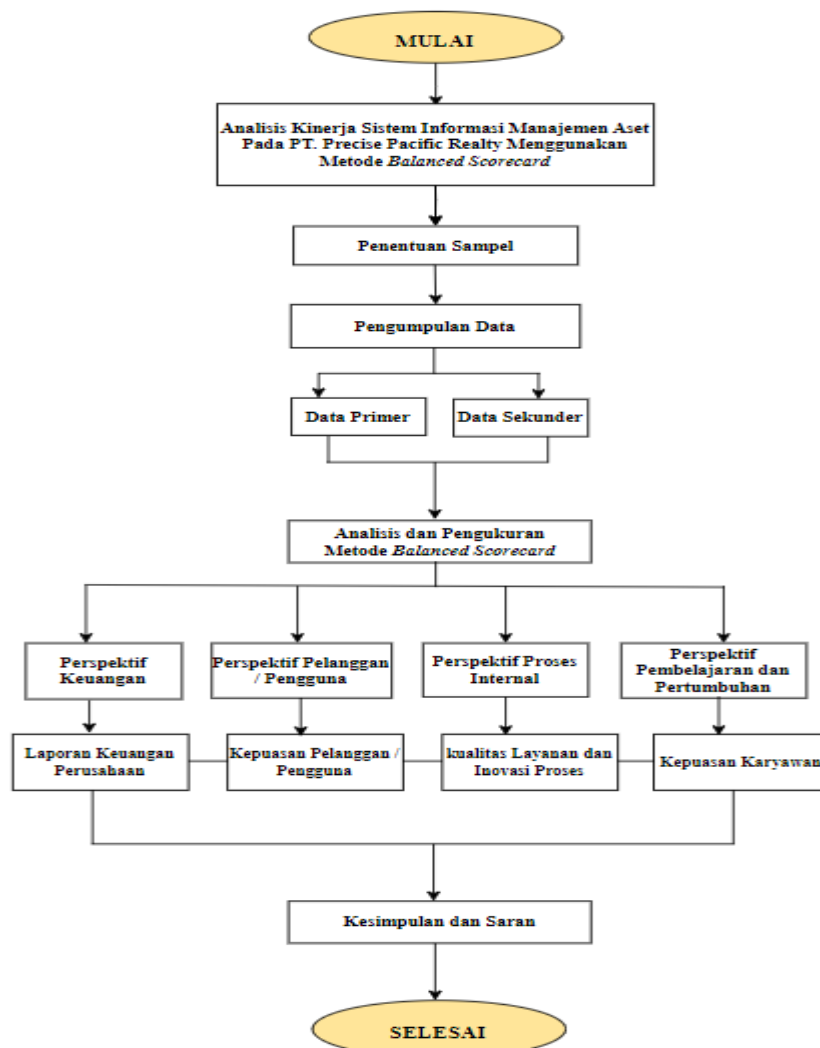 MULAI
Analisis Kinerja Sistem Informasi Manajemen Aset
Pada PT. Precise Pacific Realty Menggunakan
Metode Balanced Scorecard
Penentuan Sampel
Pengumpulan Data
Data Primer
Data Sekunder
Analisis dan Pengukuran
Metode Balanced Scorecard
Perspektif
Keuangan
Perspektif Pelanggan
/ Pengguna
Perspektif Proses
Internal
Perspektif
Pembelajaran dan
Pertumbuhan
Laporan Keuangan
Perusahaan
Kepuasan Pelanggan /
Pengguna
kualitas Layanan dan
Inovasi Proses
Kepuasan Karyawan
Kesimpulan dan Saran
SELESAI